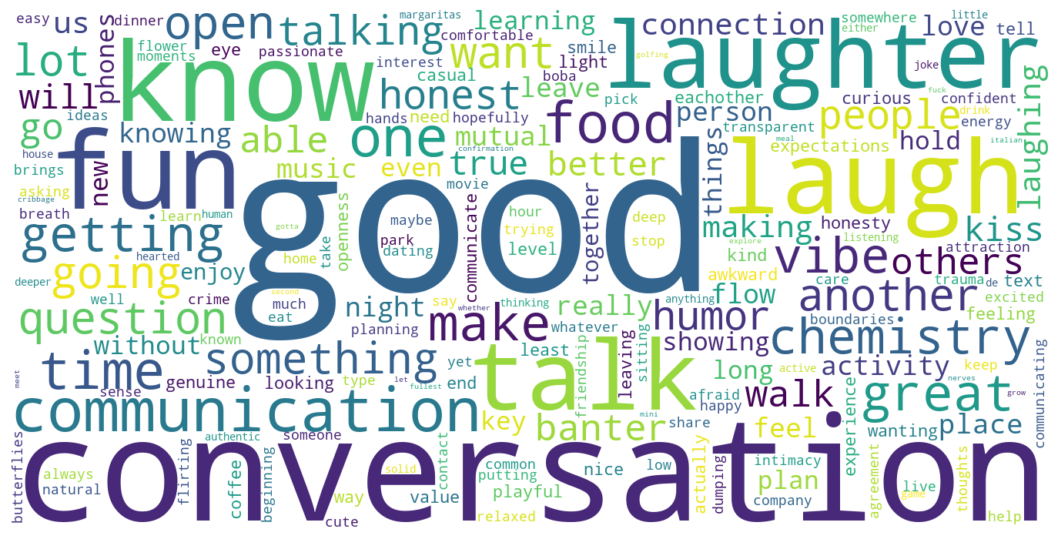 easy
us
dinner
open
talking
margaritas
comfortable
learning
connection
somewhere
either
love
little
tell
flower
moments
eye
passionate
interest
want
smile
light
golfing
laughter
joke
lot
phones
know
casual
boba
will
ideas
honest
leave
pick
eachother
person
curious
confident
fuck
go
knowing
able
hands
need
hopefully
one
mutual
food
transparent
people
drink
energy
laughing
house
new
fun
music
even
confirmation
true
better
things
meal
expectations
hold
italian
brings
cribbage
asking
breath
learn
human
good
movie
laugh
getting
hearted
gotta
take
openness
maybe
park
dating
communicate
hour
trying
level
deep
stop
together
making
explore
honesty
listening
kiss
deeper
going
enjoy
home
second
kind
vibe
attraction
others
awkward
care
trauma
de
text
well
crime
much
eat
night
say
whether
thinking
really
anything
flow
another
excited
feeling
question
known
planning
make
whatever
humor
boundaries
without
something
yet
least
friendship
leaving
sitting
showing
chemistry
communicating
meet
time
sense
genuine
looking
type
let
end
fullest
talk
long
activity
active
keep
nerves
communication
afraid
happy
walk
experience
great
grow
key
banter
mini
share
feel
wanting
place
butterflies
always
natural
flirting
authentic
coffee
beginning
someone
way
cute
solid
value
contact
low
common
putting
playful
relaxed
nice
actually
dumping
intimacy
plan
company
agreement
game
live
thoughts
help
conversation